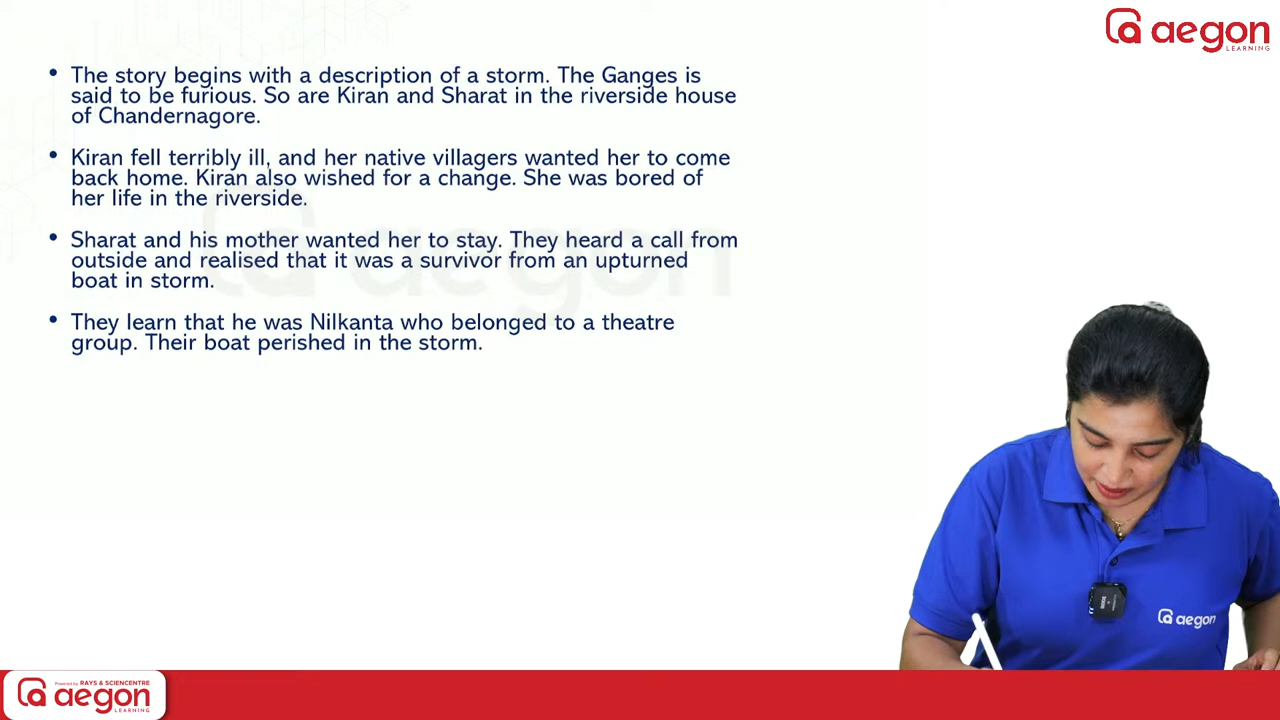 aegon
LEARNING
• The story begins with a description of a storm. The Ganges is
said to be furious. So are Kiran and Sharat in the riverside house
of Chandernagore.
• Kiran fell terribly ill, and her native villagers wanted her to come
back home. Kiran also wished for a change. She was bored of
her life in the riverside.
• Sharat and his mother wanted her to stay. They heard a call from
outside and realised that it was a survivor from an upturned
boat in storm.
• They learn that he was Nilkanta who belonged to a theatre
group. Their boat perished in the storm.
aegon
aegon
Powered by RAYS & SCIENCENTRE
aegon
LEARNING